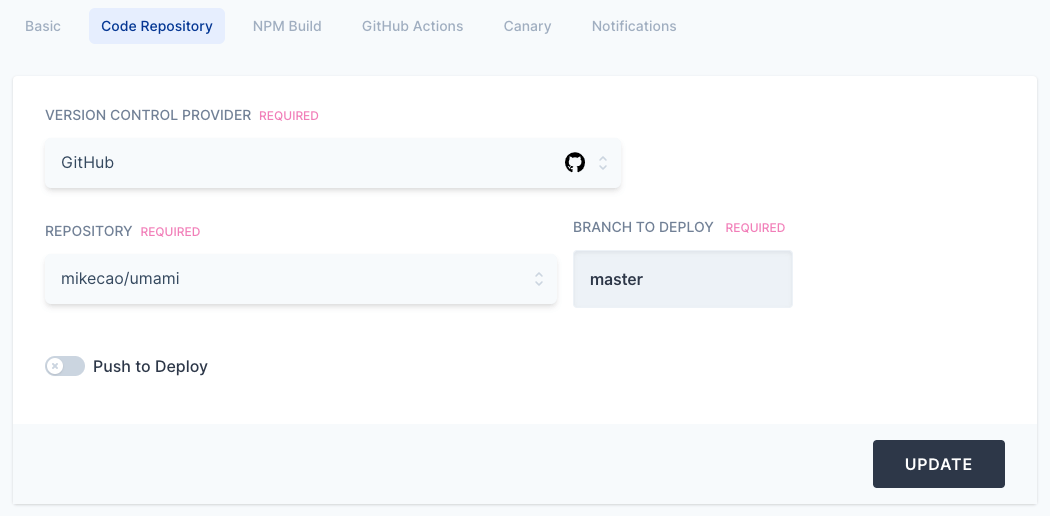 Basic Code Repository NPM Build GitHub Actions Canary Notifications
VERSION CONTROL PROVIDER REQUIRED
GitHub
REPOSITORY REQUIRED
BRANCH TO DEPLOY REQUIRED
mikecao/umami
master
Push to Deploy
UPDATE